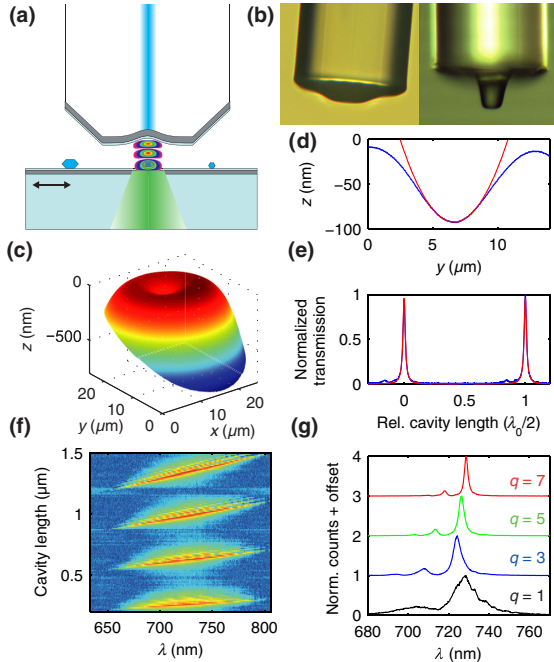 (a)
(b)
(c)
0
−500
z (nm)
20
10
0
y (µm)
0
10
20
x (µm)
(d)
0
−50
−100
z (nm)
0
5
10
y (µm)
(e)
1
0.5
0
Normalized
transmission
0
0.5
1
Rel. cavity length (λ0/2)
(f)
1.5
1
0.5
Cavity length (µm)
650
700
750
800
λ (nm)
(g)
4
3
2
1
0
Norm. counts + offset
q = 7
q = 5
q = 3
q = 1
680
700
720
740
760
λ (nm)